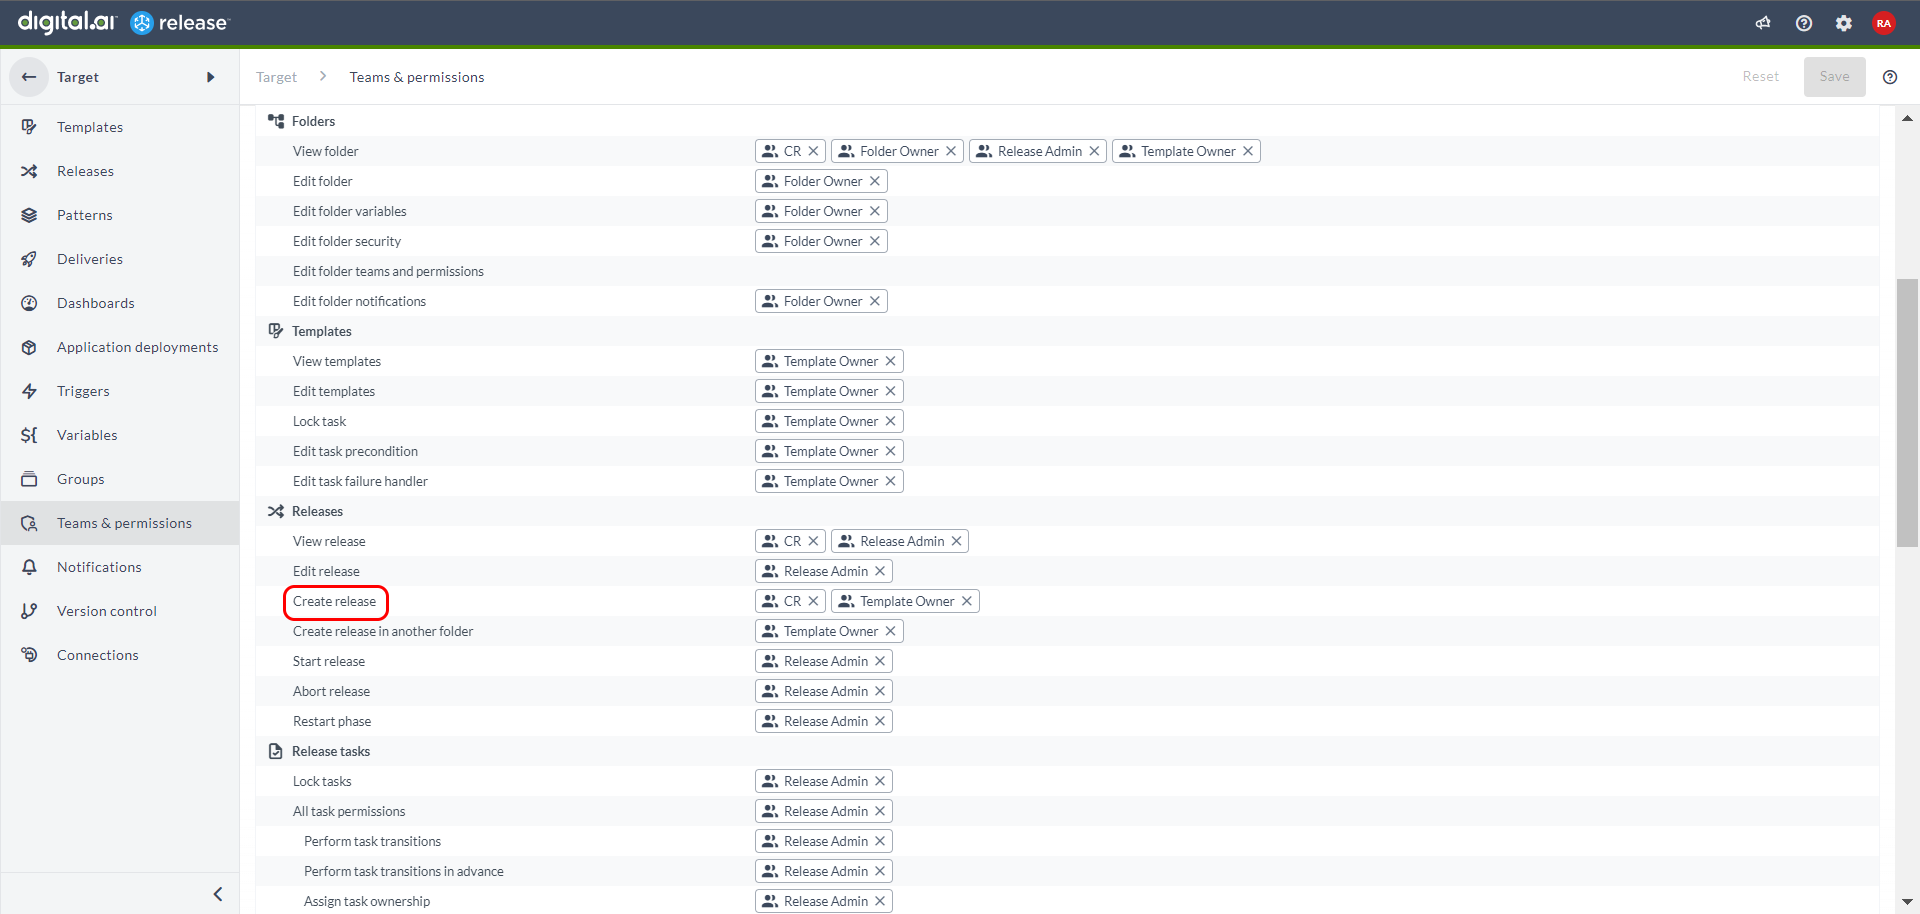 digital.ai release
RA
Target
Target Teams & permissions
Reset Save
Templates
Releases
Patterns
Deliveries
Dashboards
Application deployments
Triggers
Variables
Groups
Teams & permissions
Notifications
Version control
Connections
Folders
View folder CR Folder Owner Release Admin Template Owner
Edit folder Folder Owner
Edit folder variables Folder Owner
Edit folder security Folder Owner
Edit folder teams and permissions
Edit folder notifications Folder Owner
Templates
View templates Template Owner
Edit templates Template Owner
Lock task Template Owner
Edit task precondition Template Owner
Edit task failure handler Template Owner
Releases
View release CR Release Admin
Edit release Release Admin
Create release CR Template Owner
Create release in another folder Template Owner
Start release Release Admin
Abort release Release Admin
Restart phase Release Admin
Release tasks
Lock tasks Release Admin
All task permissions Release Admin
Perform task transitions Release Admin
Perform task transitions in advance Release Admin
Assign task ownership Release Admin